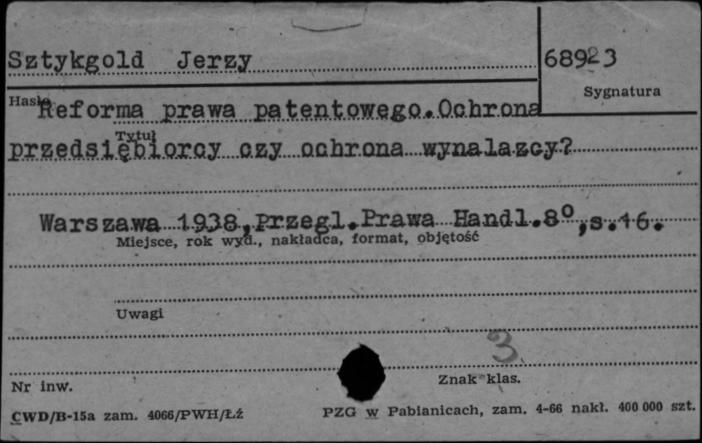 Sztykgold Jerzy 68923
Hasło Sygnatura
Reforma prawa patentowego.Ochrona
Tytuł
przedsiębiorcy czy ochrona wynalazcy?
Warszawa 1938,Przegl.Prawa Handl.8°,s.16.
Miejsce, rok wyd., nakładca, format, objętość
Uwagi
3
Nr inw. Znak klas.
CWD/B-15a zam. 4066/PWH/Łź PZG w Pabianicach, zam. 4-66 nakł. 400 000 szt.